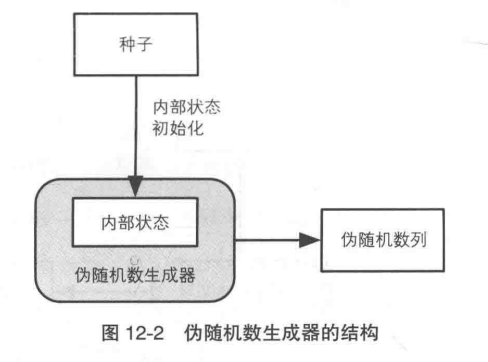 种子
内部状态
初始化
内部状态
伪随机数生成器
伪随机数列
图 12-2 伪随机数生成器的结构